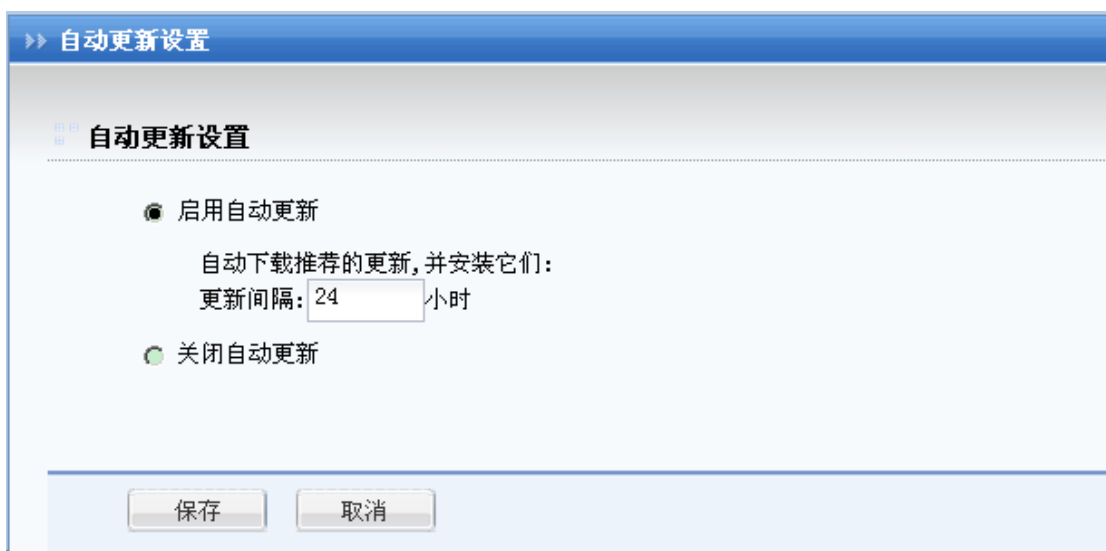 自动更新设置
自动更新设置
启用自动更新
自动下载推荐的更新,并安装它们:
更新间隔: 24 小时
关闭自动更新
保存 取消